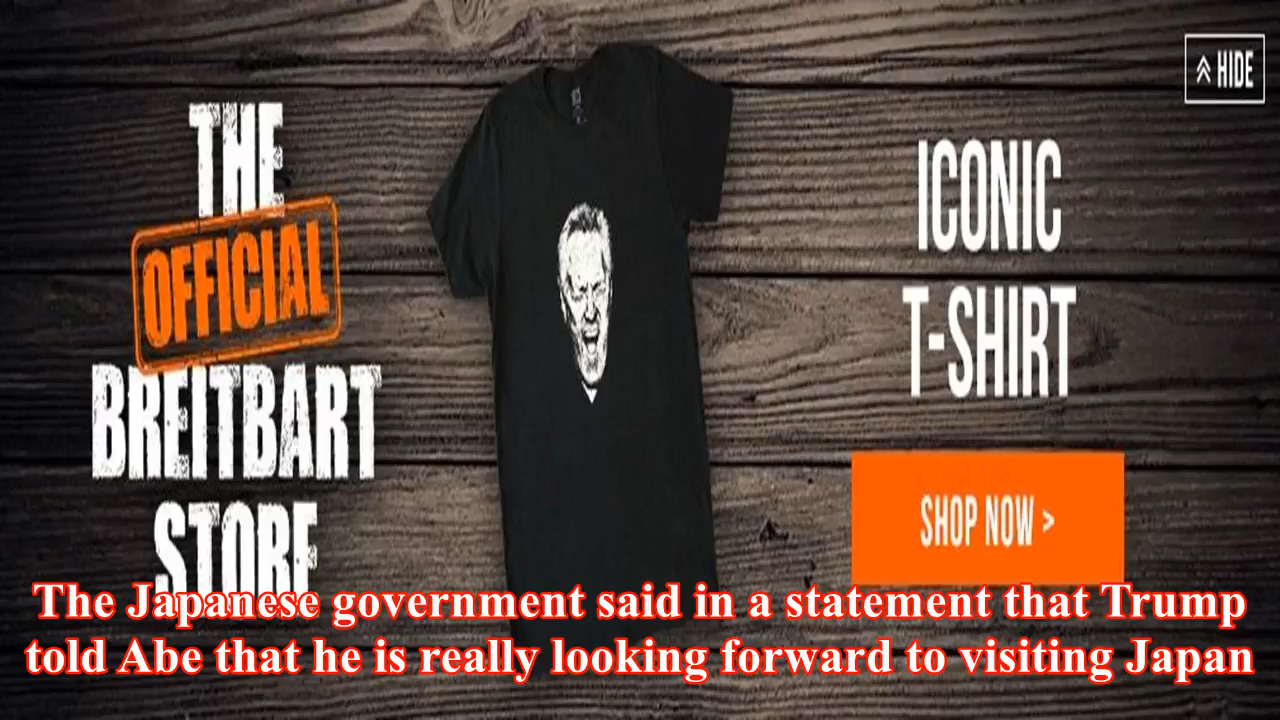 THE
OFFICIAL
BREITBART
STORE
ICONIC
T-SHIRT
SHOP NOW >
HIDE
The Japanese government said in a statement that Trump
told Abe that he is really looking forward to visiting Japan